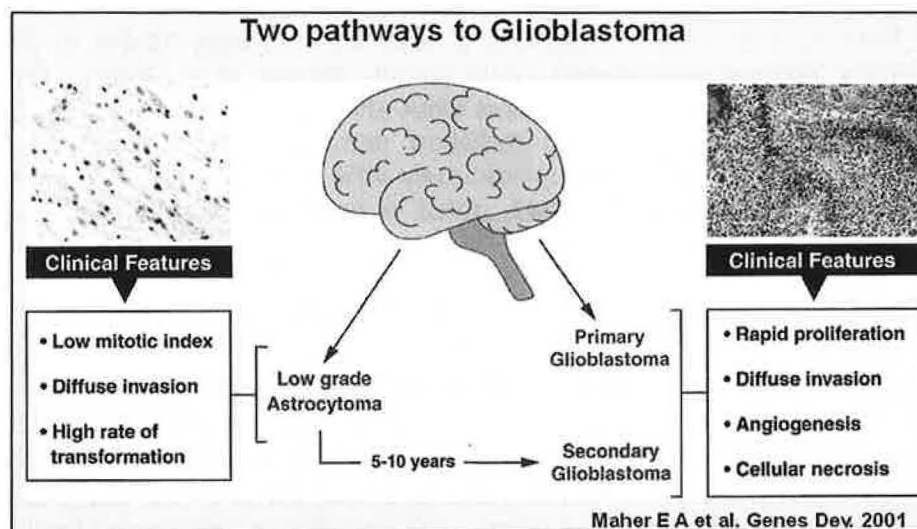 Two pathways to Glioblastoma
Clinical Features
• Low mitotic index
• Diffuse invasion
• High rate of
transformation
Low grade
Astrocytoma
5-10 years
Primary
Glioblastoma
Secondary
Glioblastoma
Clinical Features
• Rapid proliferation
• Diffuse invasion
• Angiogenesis
• Cellular necrosis
Maher E A et al. Genes Dev. 2001